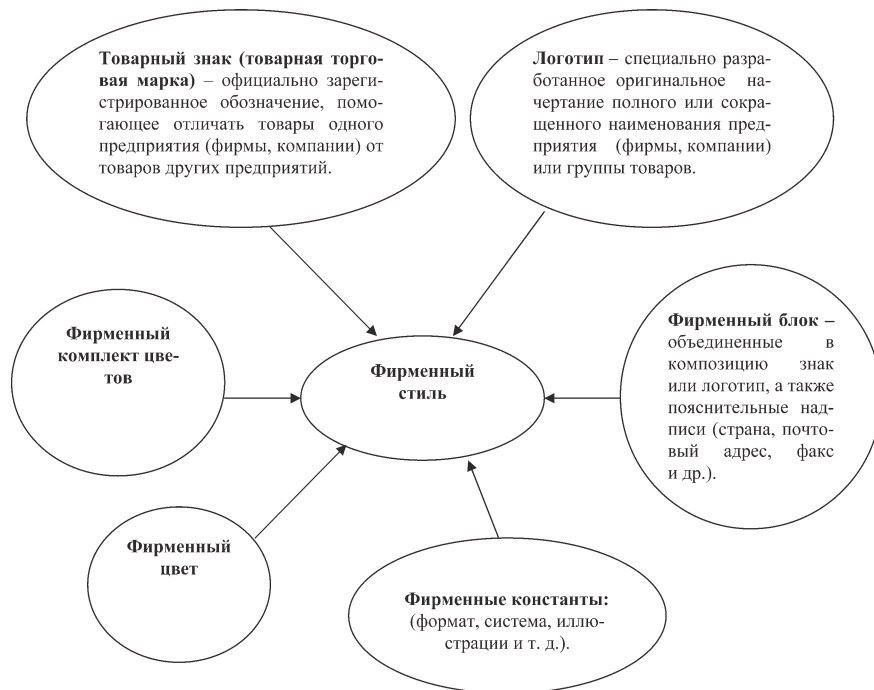 Товарный знак (товарная торго-
вая марка) – официально зареги-
стрированное обозначение, помо-
гающее отличать товары одного
предприятия (фирмы, компании) от
товаров других предприятий.
Логотип – специально разра-
ботанное оригинальное на-
чертание полного или сокра-
щенного наименования пред-
приятия (фирмы, компании)
или группы товаров.
Фирменный
комплект цве-
тов
Фирменный
стиль
Фирменный блок –
объединенные в
композицию знак
или логотип, а также
пояснительные над-
писи (страна, почто-
вый адрес, факс
и др.).
Фирменный
цвет
Фирменные константы:
(формат, система, иллю-
страции и т. д.).